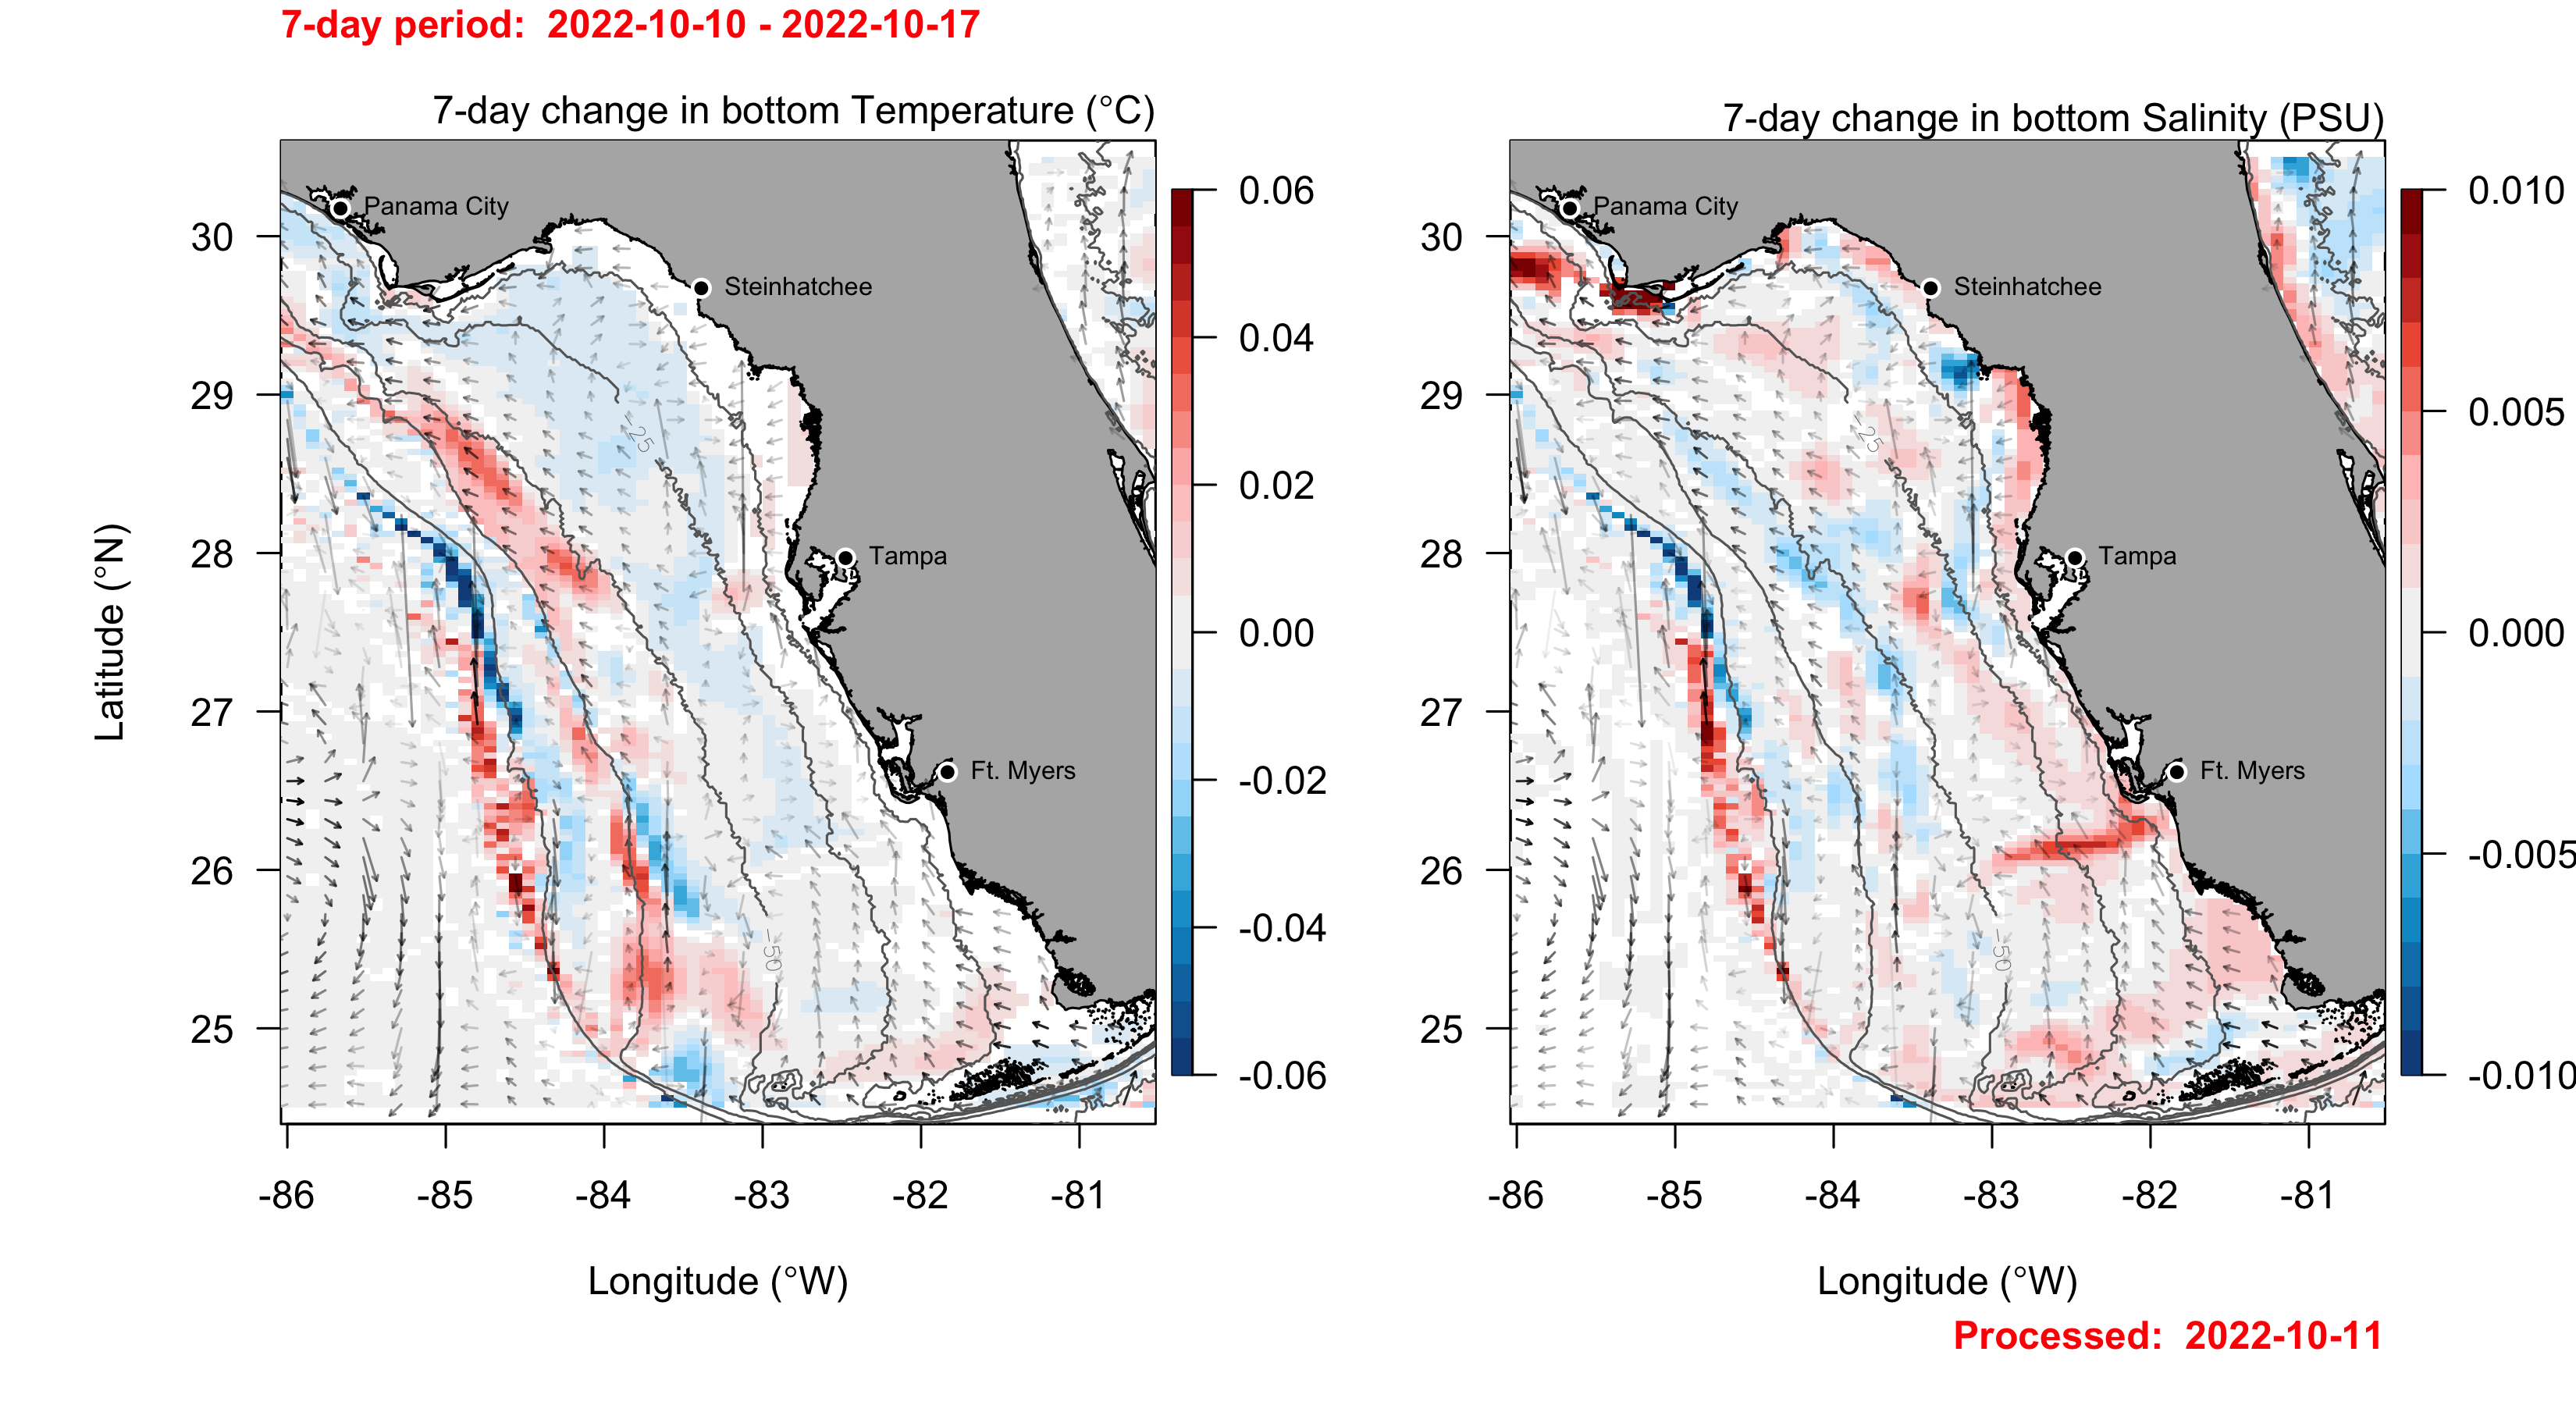 7-day period:  2022-10-10 - 2022-10-17
7-day change in bottom Temperature (°C)
7-day change in bottom Salinity (PSU)
Panama City
Steinhatchee
Tampa
Ft. Myers
-25
-50
30
29
28
27
26
25
Latitude (°N)
-86 -85 -84 -83 -82 -81
Longitude (°W)
0.06
0.04
0.02
0.00
-0.02
-0.04
-0.06
Panama City
Steinhatchee
Tampa
Ft. Myers
-25
-50
30
29
28
27
26
25
-86 -85 -84 -83 -82 -81
Longitude (°W)
0.010
0.005
0.000
-0.005
-0.010
Processed:  2022-10-11